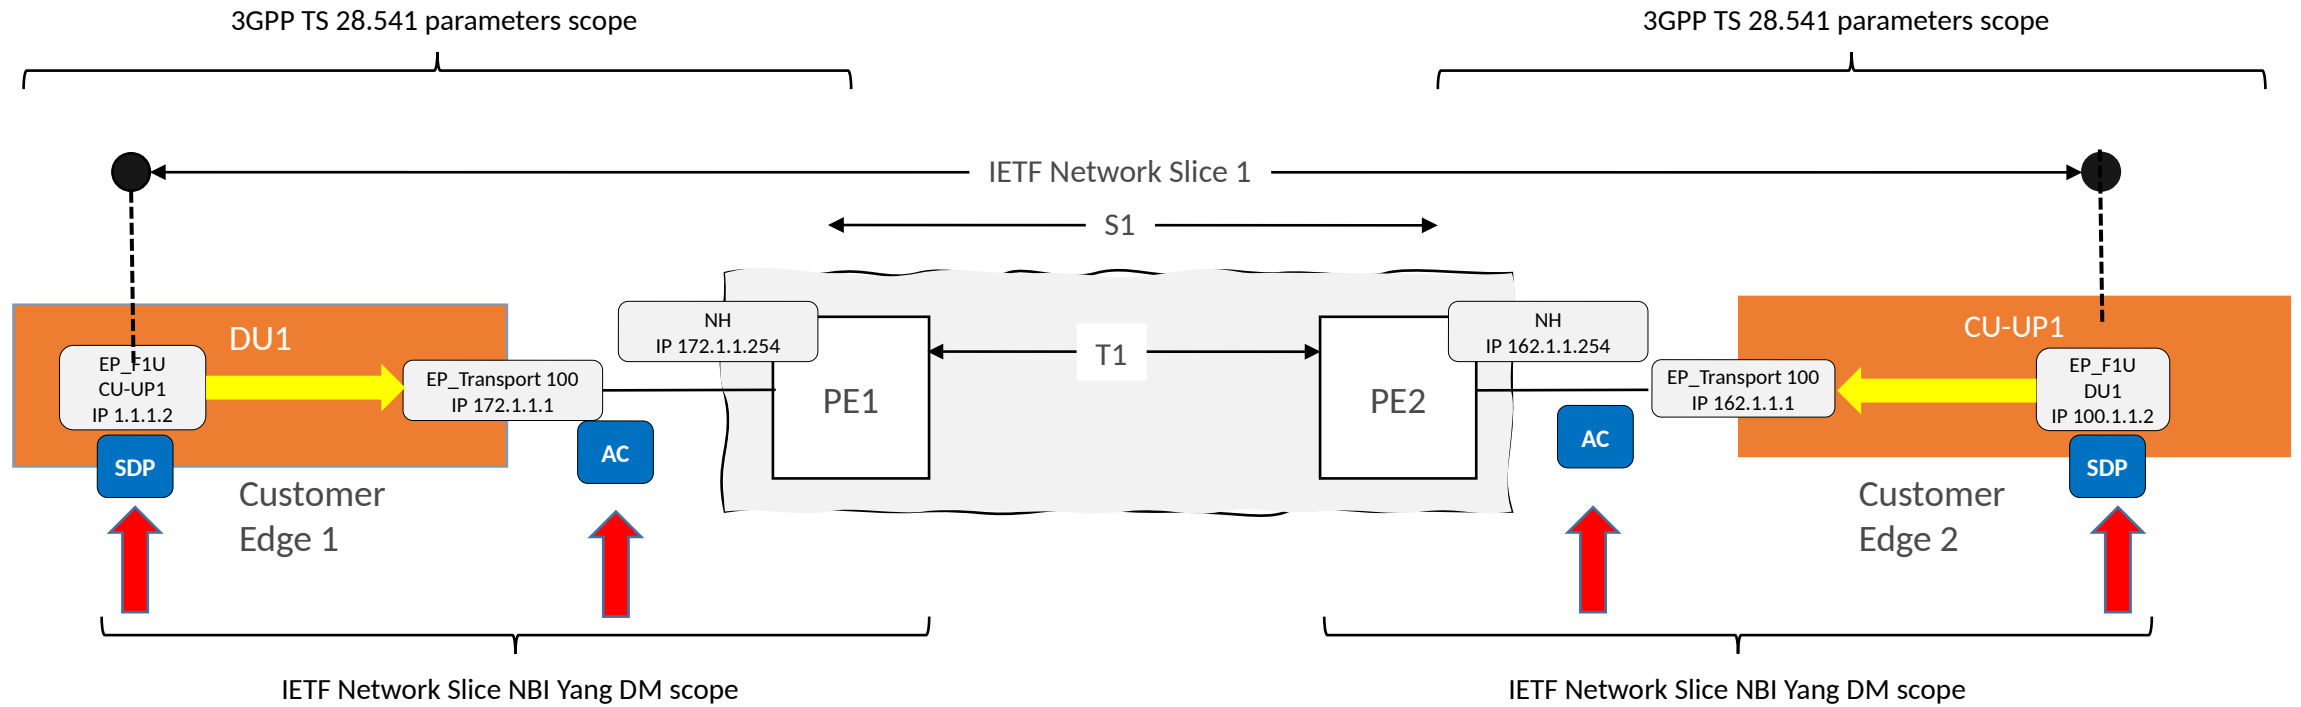 3GPP TS 28.541 parameters scope
3GPP TS 28.541 parameters scope
IETF Network Slice 1
S1
DU1
EP_F1U
CU-UP1
IP 1.1.1.2
SDP
EP_Transport 100
IP 172.1.1.1
AC
NH
IP 172.1.1.254
PE1
T1
PE2
NH
IP 162.1.1.254
AC
EP_Transport 100
IP 162.1.1.1
CU-UP1
EP_F1U
DU1
IP 100.1.1.2
SDP
Customer
Edge 1
Customer
Edge 2
IETF Network Slice NBI Yang DM scope
IETF Network Slice NBI Yang DM scope